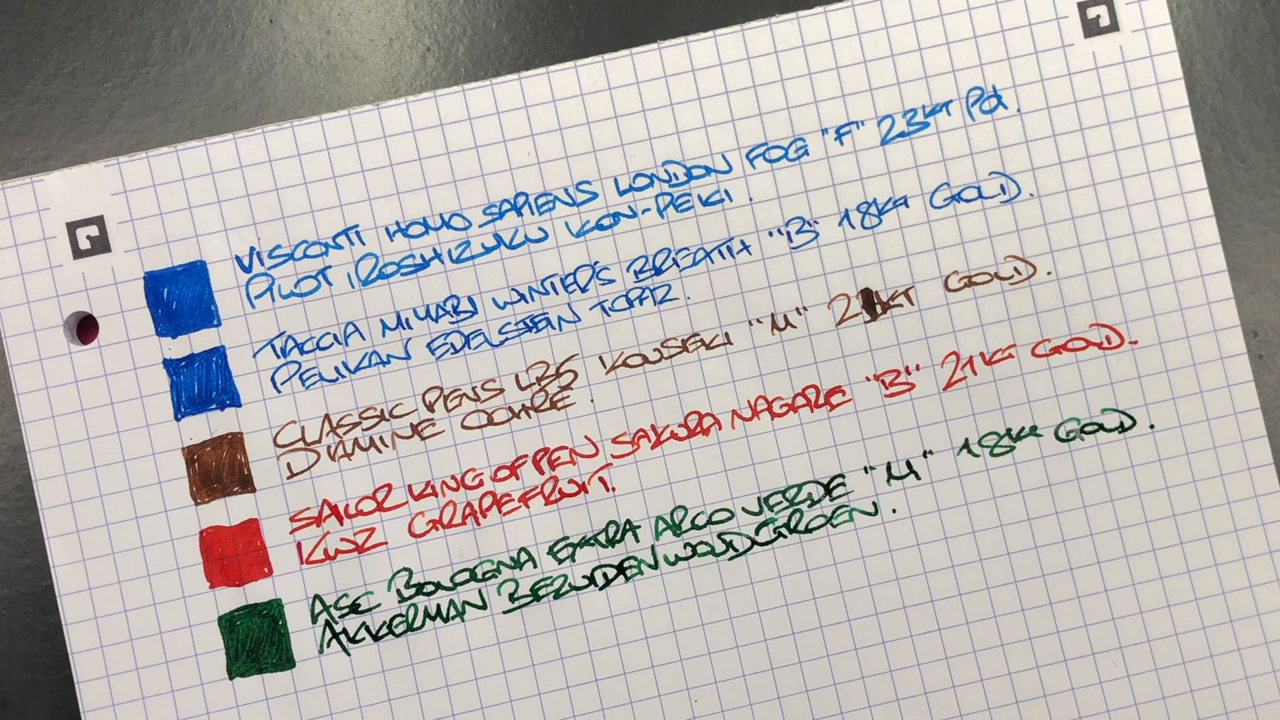 VISCONTI HOMO SAPIENS LONDON FOG "F" 23KT Pd.
PILOT IROSHIZUKU KON-PEKI.
TACCIA MIYABI WINTER'S BREATH "B" 18Kt GOLD.
PELIKAN EDELSTEIN TOPAZ.
CLASSIC PENS LB5 KOUSEKI "M" 21KT GOLD.
DIAMINE OCHRE.
SAILOR KING OF PEN SAKURA NAGARE "B" 21Kt GOLD.
KWZ GRAPEFRUIT.
ASC BOLOGNA EXTRA ARCO VERDE "M" 18Kt GOLD.
AKKERMAN BEZUIDENWOUDGROEN.